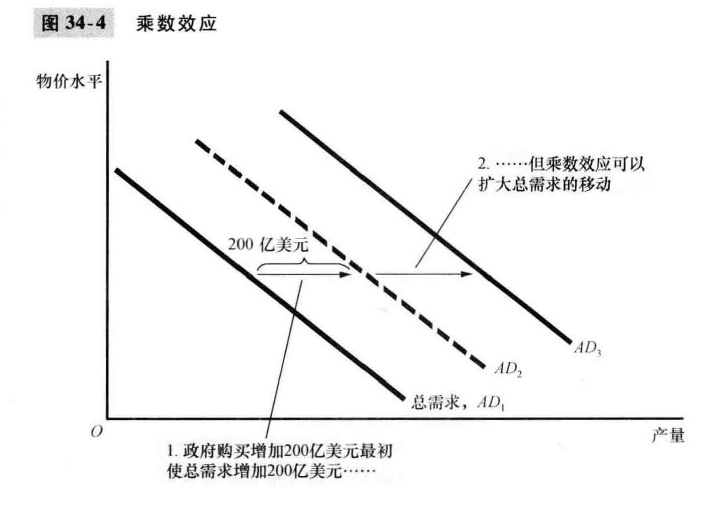 图 34-4 乘数效应
物价水平
2. ……但乘数效应可以
扩大总需求的移动
200 亿美元
AD₃
AD₂
总需求，AD₁
O
产量
1. 政府购买增加200亿美元最初
使总需求增加200亿美元……